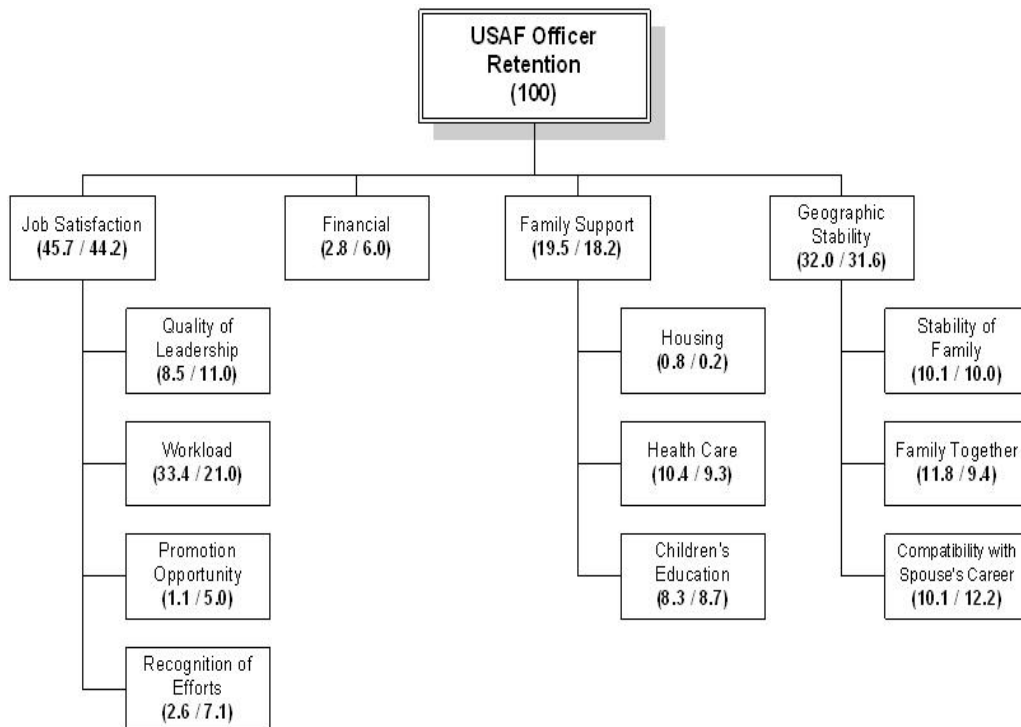 USAF Officer
Retention
(100)
Job Satisfaction
(45.7 / 44.2)
Financial
(2.8 / 6.0)
Family Support
(19.5 / 18.2)
Geographic
Stability
(32.0 / 31.6)
Quality of
Leadership
(8.5 / 11.0)
Workload
(33.4 / 21.0)
Promotion
Opportunity
(1.1 / 5.0)
Recognition of
Efforts
(2.6 / 7.1)
Housing
(0.8 / 0.2)
Health Care
(10.4 / 9.3)
Children's
Education
(8.3 / 8.7)
Stability of
Family
(10.1 / 10.0)
Family Together
(11.8 / 9.4)
Compatibility with
Spouse's Career
(10.1 / 12.2)